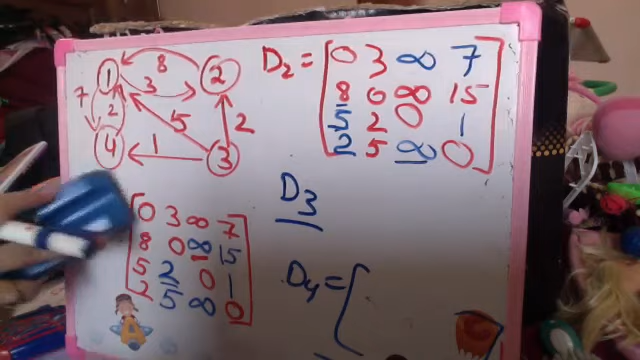 8
1 3 2
7 2 5 2
4 1 3
D2 = [ 0 3 ∞ 7
8 0 ∞ 15
5 2 0 1
2 5 ∞ 0 ]
D3
[ 0 3 ∞ 7
8 0 ∞ 15
5 2 0 1
2 5 ∞ 0 ]
D4 = [
A